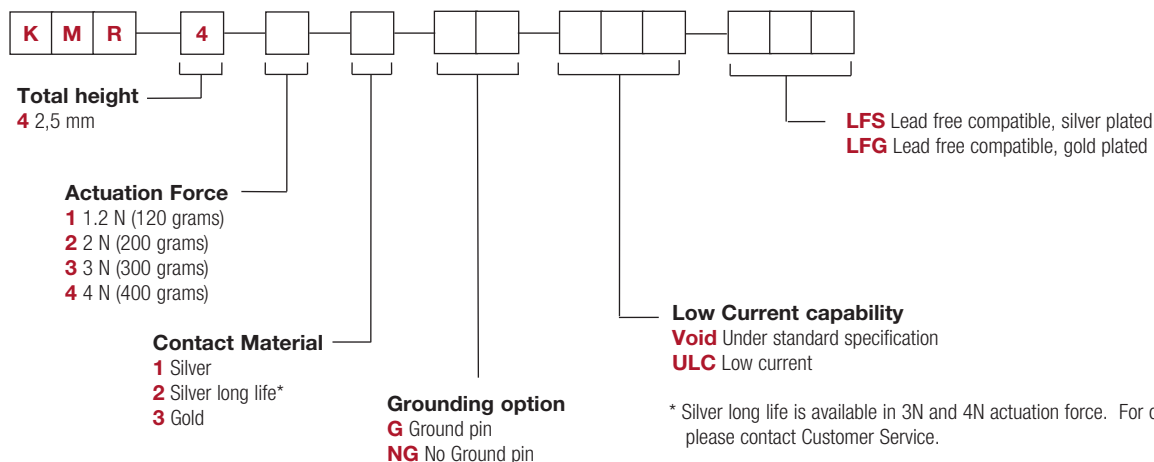 K M R 4
Total height
4 2,5 mm
LFS Lead free compatible, silver plated
LFG Lead free compatible, gold plated
Actuation Force
1 1.2 N (120 grams)
2 2 N (200 grams)
3 3 N (300 grams)
4 4 N (400 grams)
Low Current capability
Void Under standard specification
ULC Low current
Contact Material
1 Silver
2 Silver long life*
3 Gold
Grounding option
G Ground pin
NG No Ground pin
* Silver long life is available in 3N and 4N actuation force. For
please contact Customer Service.